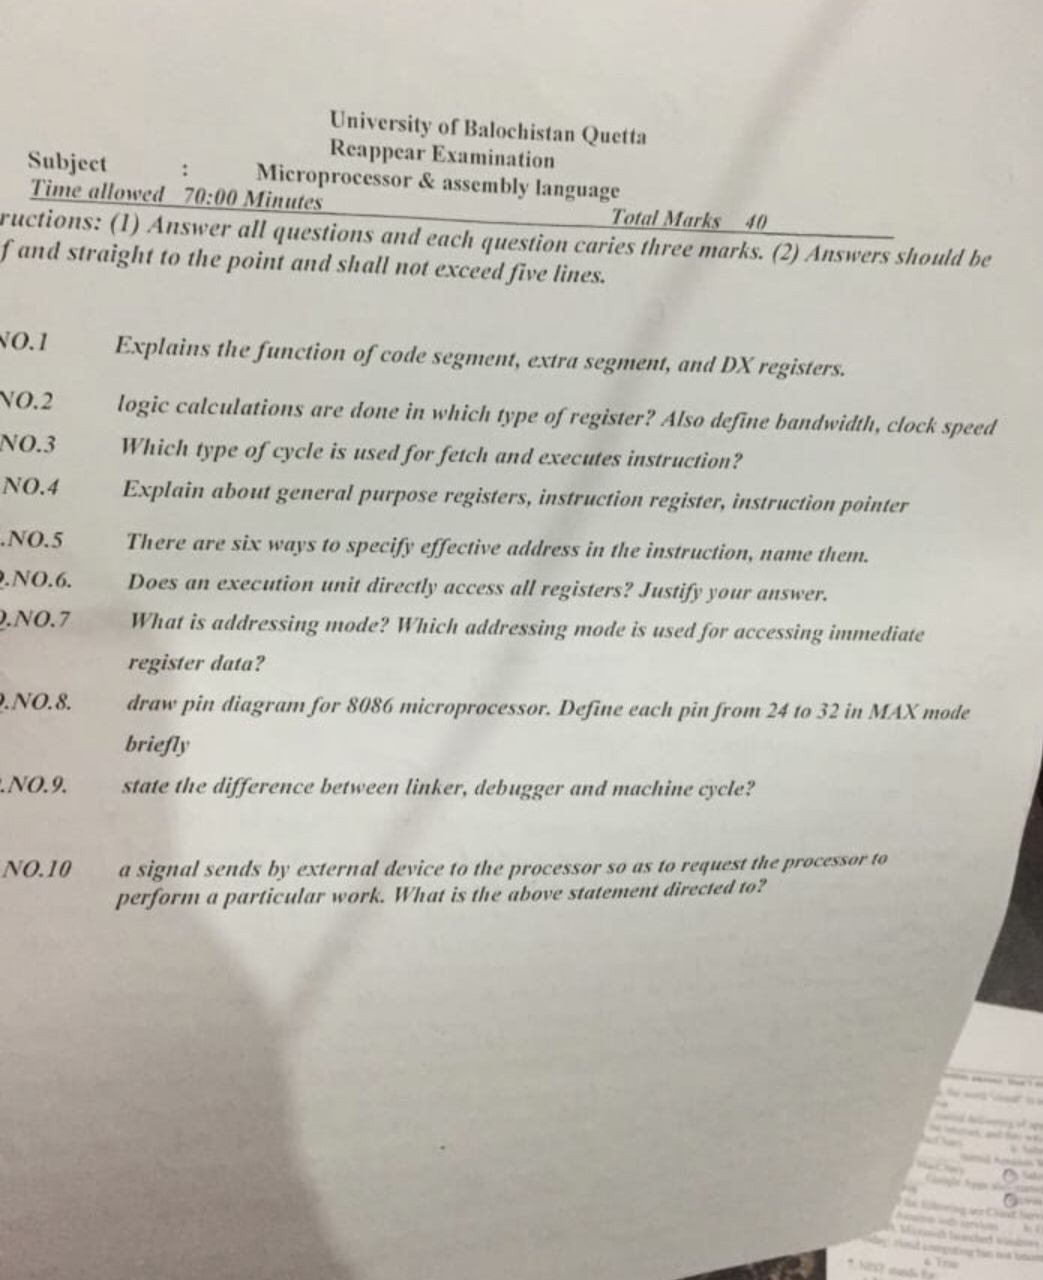 University of Balochistan Quetta
Reappear Examination
Subject : Microprocessor & assembly language
Time allowed 70:00 Minutes Total Marks 40
ructions: (1) Answer all questions and each question caries three marks. (2) Answers should be
f and straight to the point and shall not exceed five lines.
NO.1 Explains the function of code segment, extra segment, and DX registers.
NO.2 logic calculations are done in which type of register? Also define bandwidth, clock speed
NO.3 Which type of cycle is used for fetch and executes instruction?
NO.4 Explain about general purpose registers, instruction register, instruction pointer
.NO.5 There are six ways to specify effective address in the instruction, name them.
Q.NO.6. Does an execution unit directly access all registers? Justify your answer.
Q.NO.7 What is addressing mode? Which addressing mode is used for accessing immediate
register data?
Q.NO.8. draw pin diagram for 8086 microprocessor. Define each pin from 24 to 32 in MAX mode
briefly
.NO.9. state the difference between linker, debugger and machine cycle?
NO.10 a signal sends by external device to the processor so as to request the processor to
perform a particular work. What is the above statement directed to?